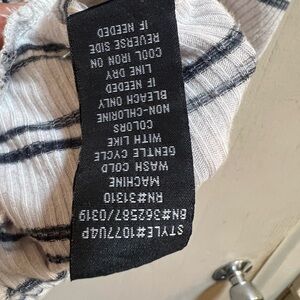 STYLE#1077U4P
BN#362587/0319
RN#31310
MACHINE
WASH COLD
GENTLE CYCLE
WITH LIKE
COLORS
NON-CHLORINE
BLEACH ONLY
IF NEEDED
LINE DRY
COOL IRON ON
REVERSE SIDE
IF NEEDED